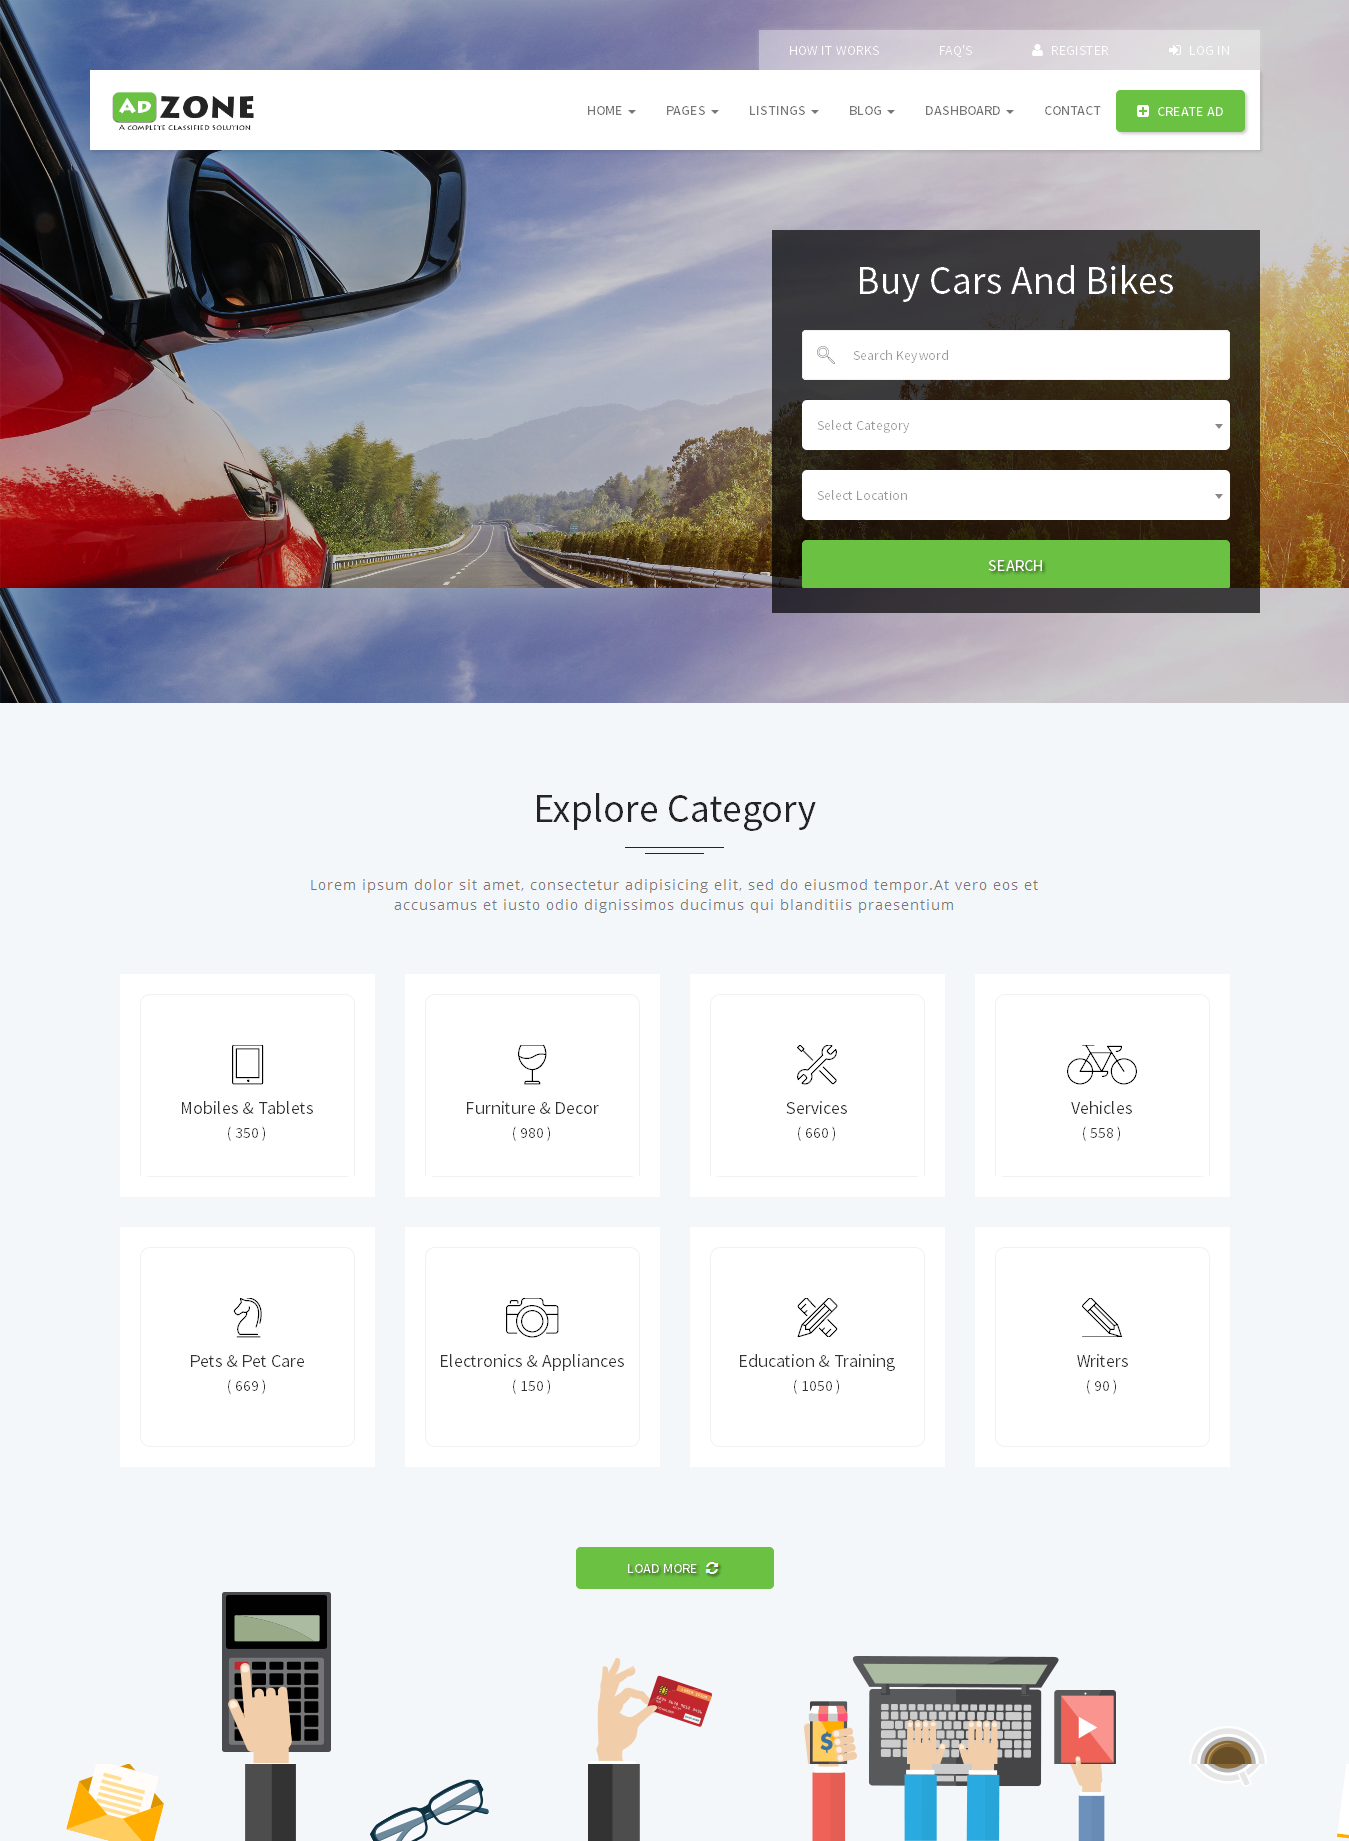 HOW IT WORKS FAQ'S REGISTER LOG IN
AD ZONE
A COMPLETE CLASSIFIED SOLUTION
HOME PAGES LISTINGS BLOG DASHBOARD CONTACT CREATE AD
Buy Cars And Bikes
Search Keyword
Select Category
Select Location
SEARCH
Explore Category
Lorem ipsum dolor sit amet, consectetur adipisicing elit, sed do eiusmod tempor.At vero eos et
accusamus et iusto odio dignissimos ducimus qui blanditiis praesentium
Mobiles & Tablets
( 350 )
Furniture & Decor
( 980 )
Services
( 660 )
Vehicles
( 558 )
Pets & Pet Care
( 669 )
Electronics & Appliances
( 150 )
Education & Training
( 1050 )
Writers
( 90 )
LOAD MORE
$